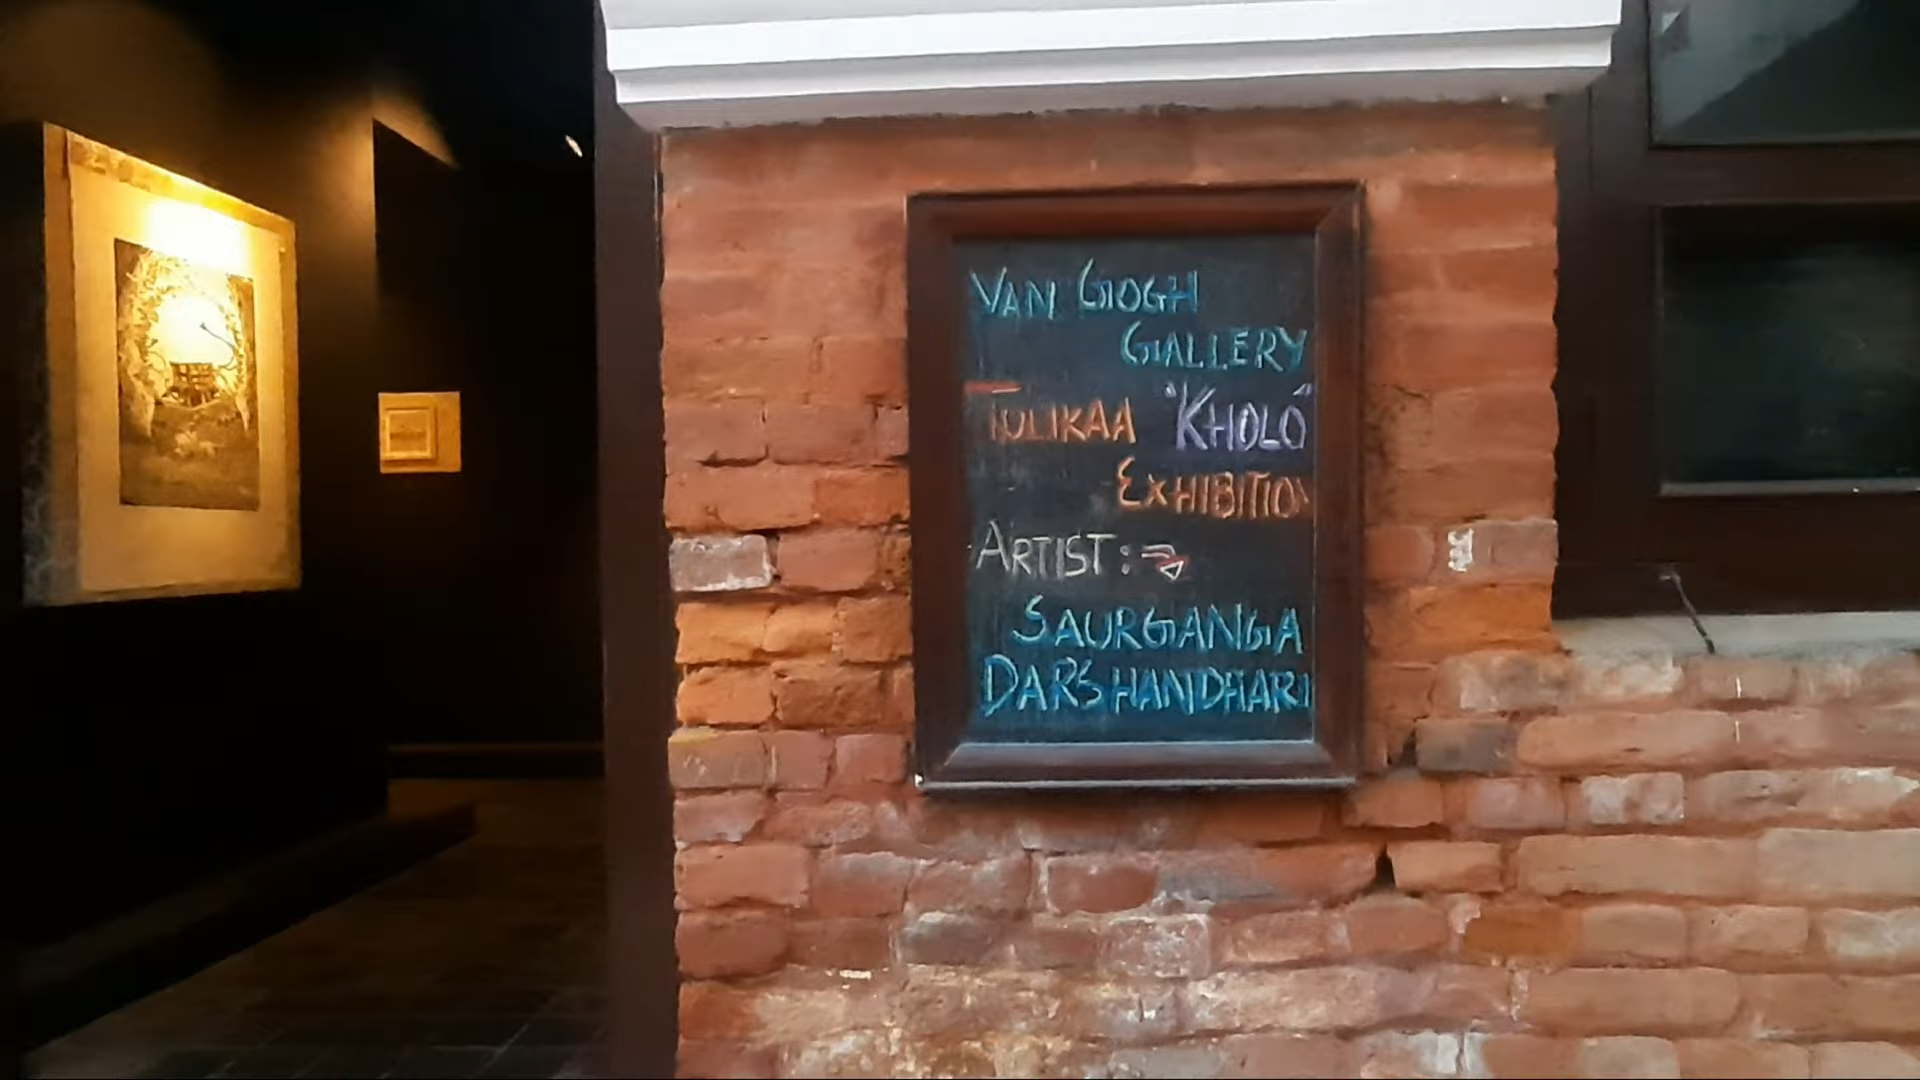 VAN GOGH
GALLERY
TULIKAA "KHOLO"
EXHIBITION
ARTIST:
SAURGANGA
DARSHANDHARI